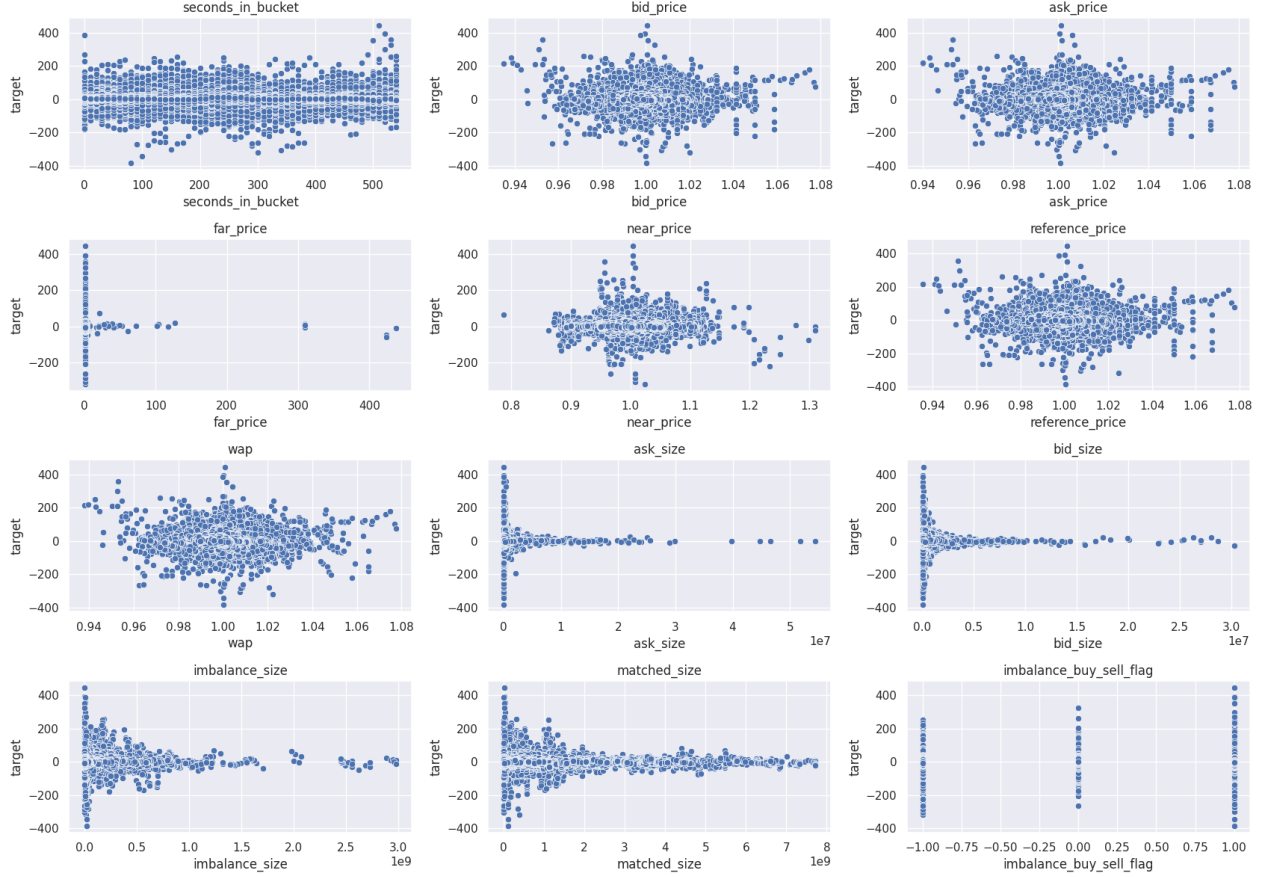 seconds_in_bucket
bid_price
ask_price
400
200
0
−200
−400
target
0 100 200 300 400 500
seconds_in_bucket
400
200
0
−200
−400
target
0.94 0.96 0.98 1.00 1.02 1.04 1.06 1.08
bid_price
400
200
0
−200
−400
target
0.94 0.96 0.98 1.00 1.02 1.04 1.06 1.08
ask_price
far_price
near_price
reference_price
400
200
0
−200
target
0 100 200 300 400
far_price
400
200
0
−200
target
0.8 0.9 1.0 1.1 1.2 1.3
near_price
400
200
0
−200
−400
target
0.94 0.96 0.98 1.00 1.02 1.04 1.06 1.08
reference_price
wap
ask_size
bid_size
400
200
0
−200
−400
target
0.94 0.96 0.98 1.00 1.02 1.04 1.06 1.08
wap
400
200
0
−200
−400
target
0 1 2 3 4 5
1e7
ask_size
400
200
0
−200
−400
target
0.0 0.5 1.0 1.5 2.0 2.5 3.0
1e7
bid_size
imbalance_size
matched_size
imbalance_buy_sell_flag
400
200
0
−200
−400
target
0.0 0.5 1.0 1.5 2.0 2.5 3.0
1e9
imbalance_size
400
200
0
−200
−400
target
0 1 2 3 4 5 6 7 8
1e9
matched_size
400
200
0
−200
−400
target
−1.00 −0.75 −0.50 −0.25 0.00 0.25 0.50 0.75 1.00
imbalance_buy_sell_flag